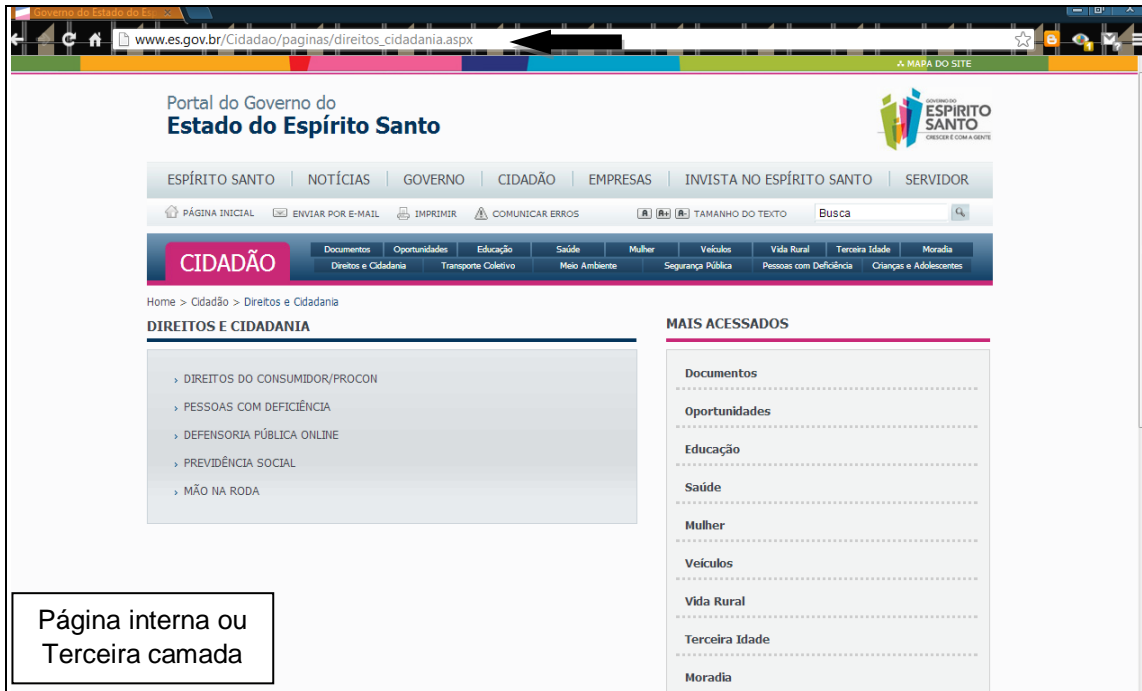 Governo do Estado do Es
www.es.gov.br/Cidadao/paginas/direitos_cidadania.aspx
MAPA DO SITE
Portal do Governo do
Estado do Espírito Santo
GOVERNO DO
ESPÍRITO
SANTO
CRESCER É COM A GENTE
ESPÍRITO SANTO NOTÍCIAS GOVERNO CIDADÃO EMPRESAS INVISTA NO ESPÍRITO SANTO SERVIDOR
PÁGINA INICIAL ENVIAR POR E-MAIL IMPRIMIR COMUNICAR ERROS A A+ A- TAMANHO DO TEXTO Busca
CIDADÃO
Documentos Oportunidades Educação Saúde Mulher Veículos Vida Rural Terceira Idade Moradia
Direitos e Cidadania Transporte Coletivo Meio Ambiente Segurança Pública Pessoas com Deficiência Crianças e Adolescentes
Home > Cidadão > Direitos e Cidadania
DIREITOS E CIDADANIA
› DIREITOS DO CONSUMIDOR/PROCON
› PESSOAS COM DEFICIÊNCIA
› DEFENSORIA PÚBLICA ONLINE
› PREVIDÊNCIA SOCIAL
› MÃO NA RODA
MAIS ACESSADOS
Documentos
Oportunidades
Educação
Saúde
Mulher
Veículos
Vida Rural
Terceira Idade
Moradia
Página interna ou
Terceira camada